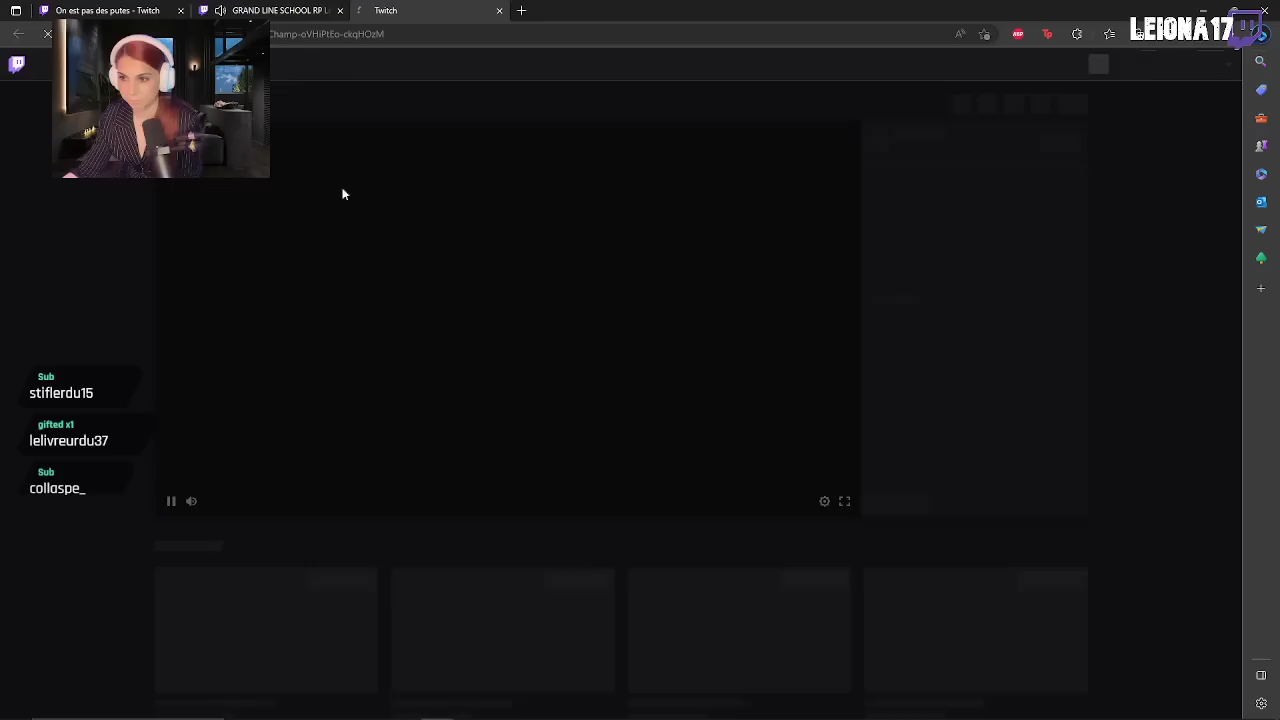 On est pas des putes - Twitch
GRAND LINE SCHOOL RP L
Twitch
Champ-oVHiPtEo-ckqHOzM
LEIONA17
Sub
stiflerdu15
gifted x1
lelivreurdu37
Sub
collaspe_